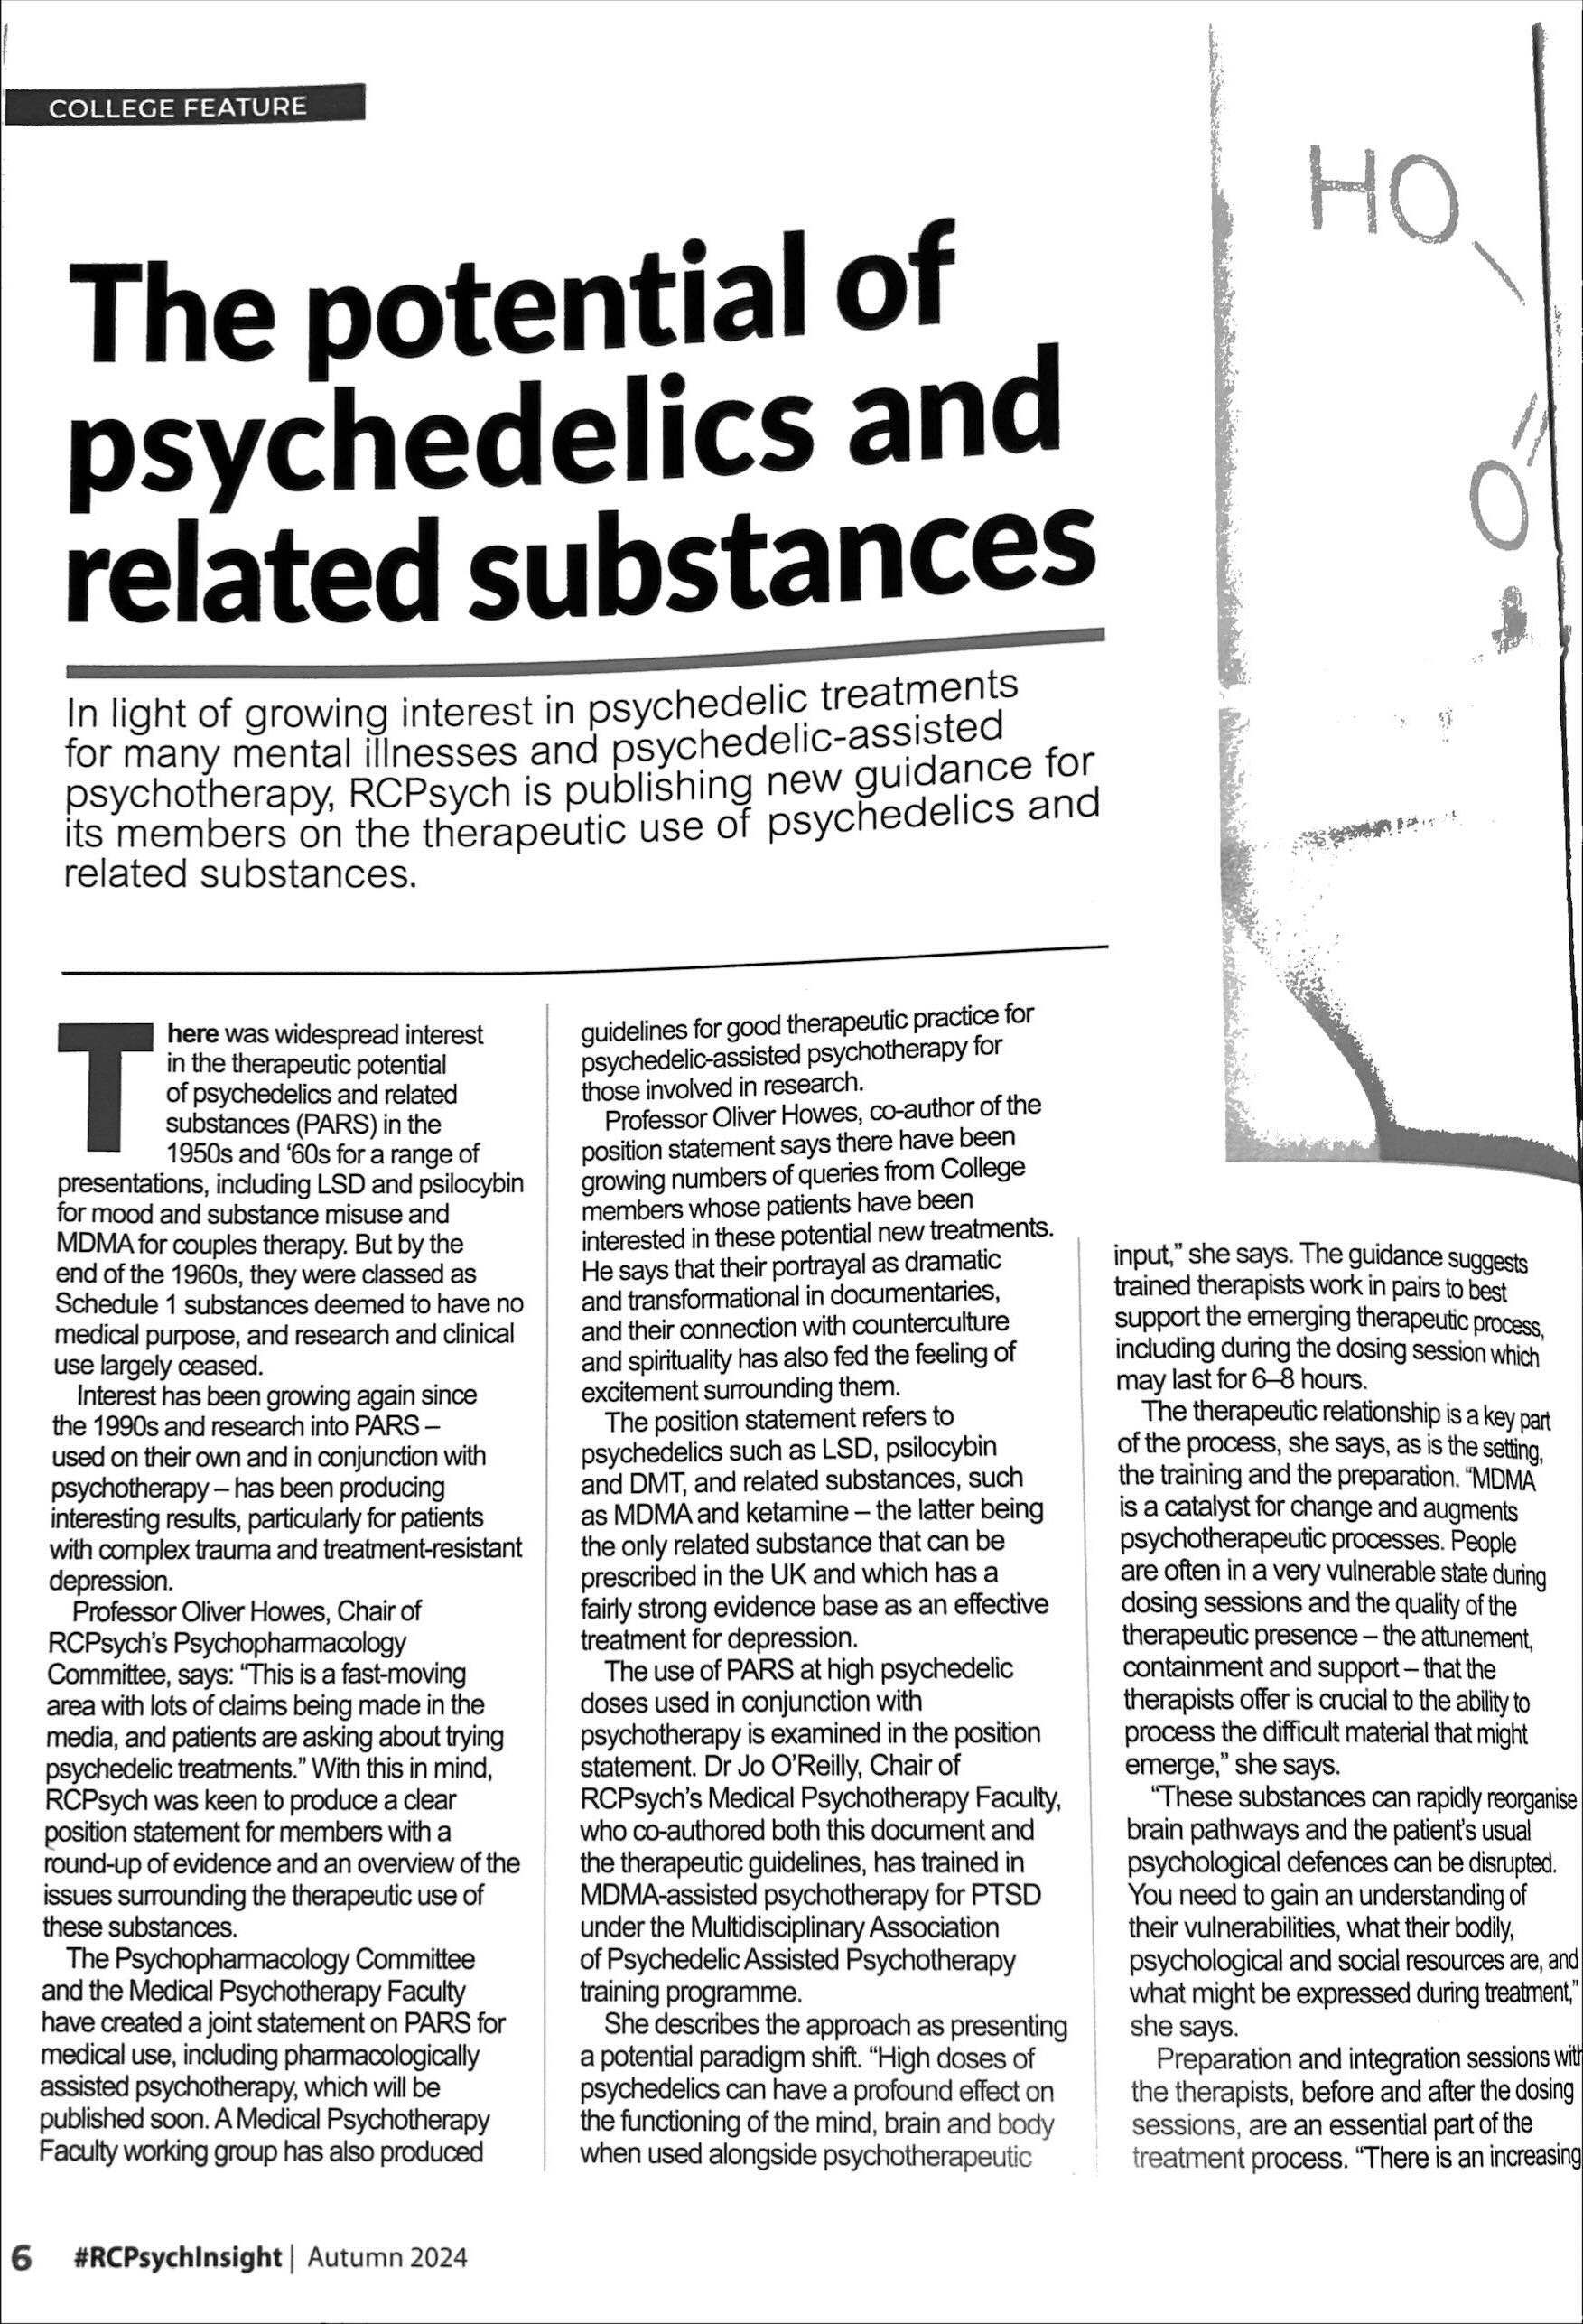 COLLEGE FEATURE
The potential of
psychedelics and
related substances
In light of growing interest in psychedelic treatments
for many mental illnesses and psychedelic-assisted
psychotherapy, RCPsych is publishing new guidance for
its members on the therapeutic use of psychedelics and
related substances.
HO
O
There was widespread interest
in the therapeutic potential
of psychedelics and related
substances (PARS) in the
1950s and ‘60s for a range of
presentations, including LSD and psilocybin
for mood and substance misuse and
MDMA for couples therapy. But by the
end of the 1960s, they were classed as
Schedule 1 substances deemed to have no
medical purpose, and research and clinical
use largely ceased.
Interest has been growing again since
the 1990s and research into PARS –
used on their own and in conjunction with
psychotherapy – has been producing
interesting results, particularly for patients
with complex trauma and treatment-resistant
depression.
Professor Oliver Howes, Chair of
RCPsych’s Psychopharmacology
Committee, says: “This is a fast-moving
area with lots of claims being made in the
media, and patients are asking about trying
psychedelic treatments.” With this in mind,
RCPsych was keen to produce a clear
position statement for members with a
round-up of evidence and an overview of the
issues surrounding the therapeutic use of
these substances.
The Psychopharmacology Committee
and the Medical Psychotherapy Faculty
have created a joint statement on PARS for
medical use, including pharmacologically
assisted psychotherapy, which will be
published soon. A Medical Psychotherapy
Faculty working group has also produced
guidelines for good therapeutic practice for
psychedelic-assisted psychotherapy for
those involved in research.
Professor Oliver Howes, co-author of the
position statement says there have been
growing numbers of queries from College
members whose patients have been
interested in these potential new treatments.
He says that their portrayal as dramatic
and transformational in documentaries,
and their connection with counterculture
and spirituality has also fed the feeling of
excitement surrounding them.
The position statement refers to
psychedelics such as LSD, psilocybin
and DMT, and related substances, such
as MDMA and ketamine – the latter being
the only related substance that can be
prescribed in the UK and which has a
fairly strong evidence base as an effective
treatment for depression.
The use of PARS at high psychedelic
doses used in conjunction with
psychotherapy is examined in the position
statement. Dr Jo O’Reilly, Chair of
RCPsych’s Medical Psychotherapy Faculty,
who co-authored both this document and
the therapeutic guidelines, has trained in
MDMA-assisted psychotherapy for PTSD
under the Multidisciplinary Association
of Psychedelic Assisted Psychotherapy
training programme.
She describes the approach as presenting
a potential paradigm shift. “High doses of
psychedelics can have a profound effect on
the functioning of the mind, brain and body
when used alongside psychotherapeutic
input,” she says. The guidance suggests
trained therapists work in pairs to best
support the emerging therapeutic process,
including during the dosing session which
may last for 6–8 hours.
The therapeutic relationship is a key part
of the process, she says, as is the setting,
the training and the preparation. “MDMA
is a catalyst for change and augments
psychotherapeutic processes. People
are often in a very vulnerable state during
dosing sessions and the quality of the
therapeutic presence – the attunement,
containment and support – that the
therapists offer is crucial to the ability to
process the difficult material that might
emerge,” she says.
“These substances can rapidly reorganise
brain pathways and the patient’s usual
psychological defences can be disrupted.
You need to gain an understanding of
their vulnerabilities, what their bodily,
psychological and social resources are, and
what might be expressed during treatment,”
she says.
Preparation and integration sessions with
the therapists, before and after the dosing
sessions, are an essential part of the
treatment process. “There is an increasing
6 #RCPsychInsight | Autumn 2024